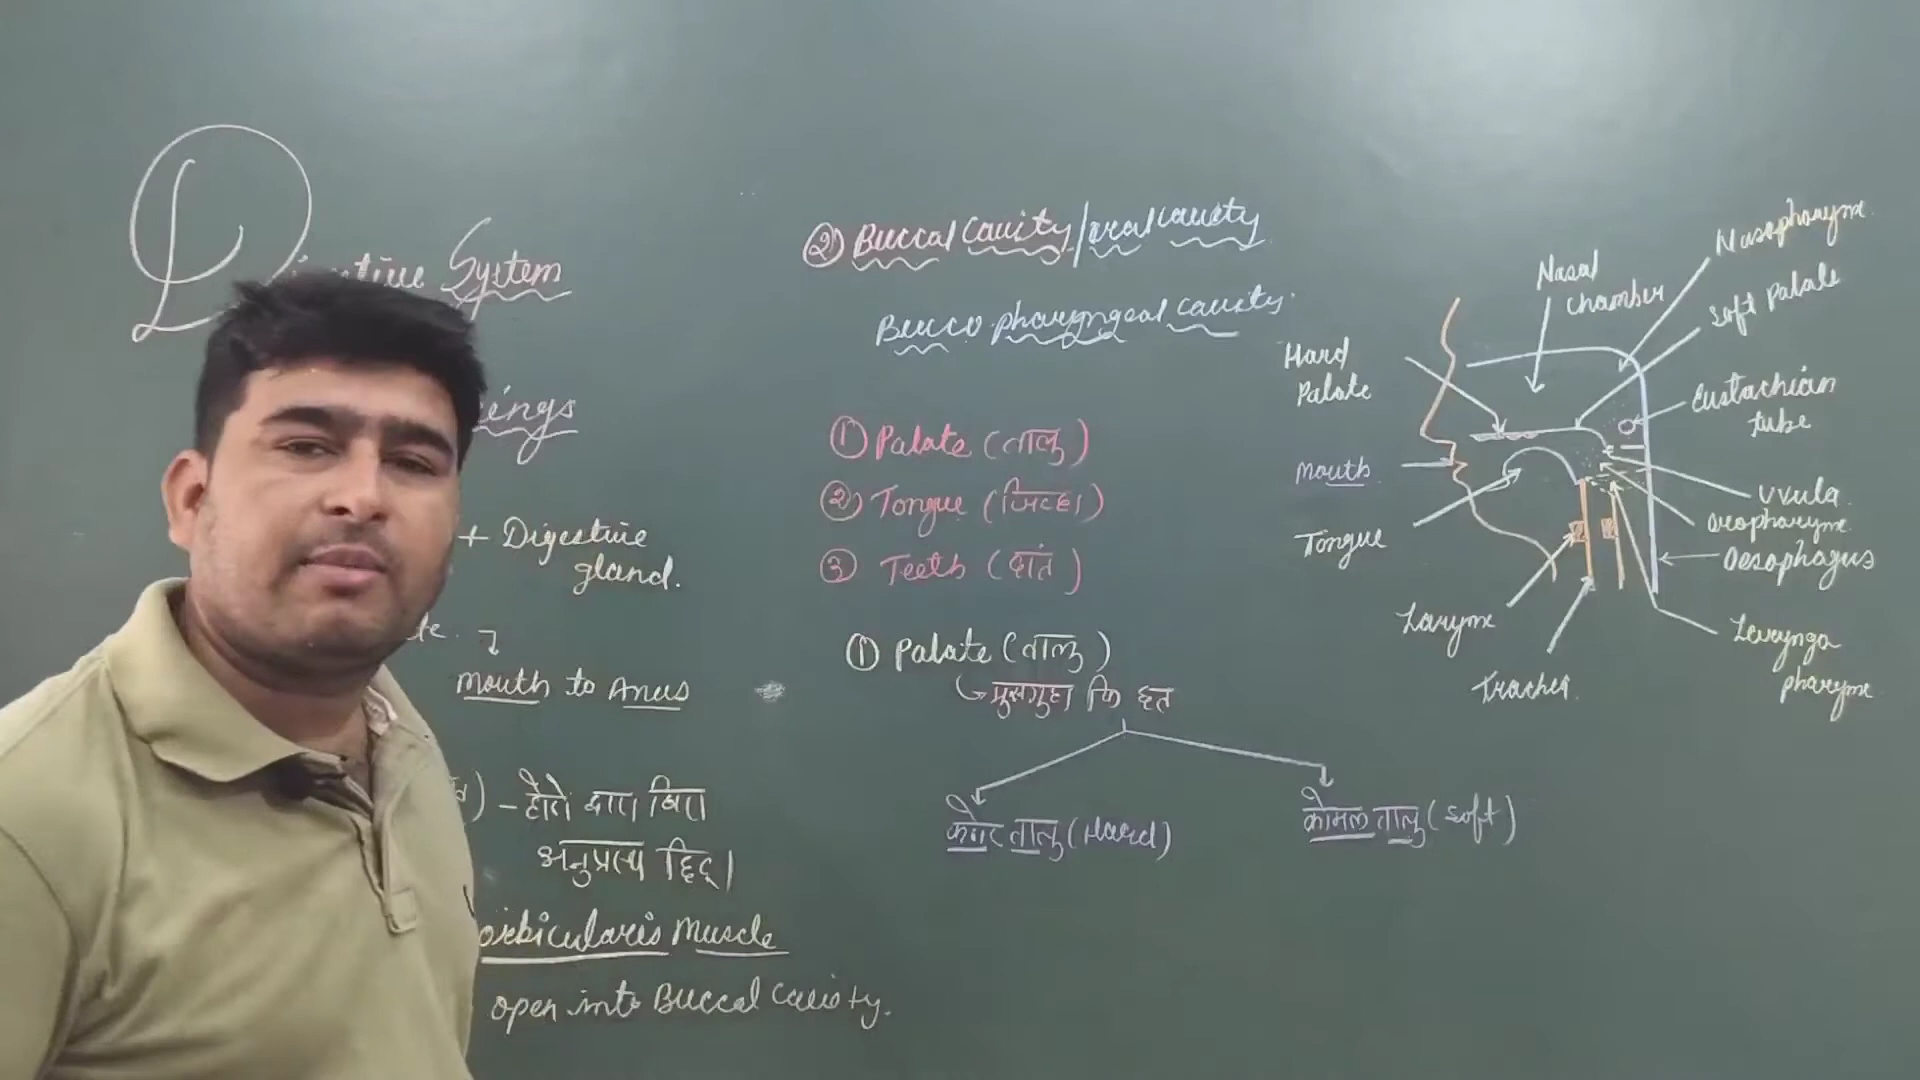 Digestive System
+ Digestive
gland.
Mouth to Anus
- होठो द्वारा घिरा
अनुप्रस्थ छिद्र।
orbicularis Muscle
open into Buccal Cavity.
② Buccal Cavity/oral cavity
Bucco pharyngeal cavity.
① Palate (तालु)
② Tongue (जिव्हा)
③ Teeth (दांत)
① Palate (तालु)
मुखगुहा कि छत
कठोर तालु (Hard)
कोमल तालु (soft)
Nasopharynx
Nasal
chamber
soft Palate
Hard
Palate
Eustachian
tube
Mouth
Uvula
oropharynx
Tongue
Oesophagus
Larynx
Larynga
pharynx
Trachea